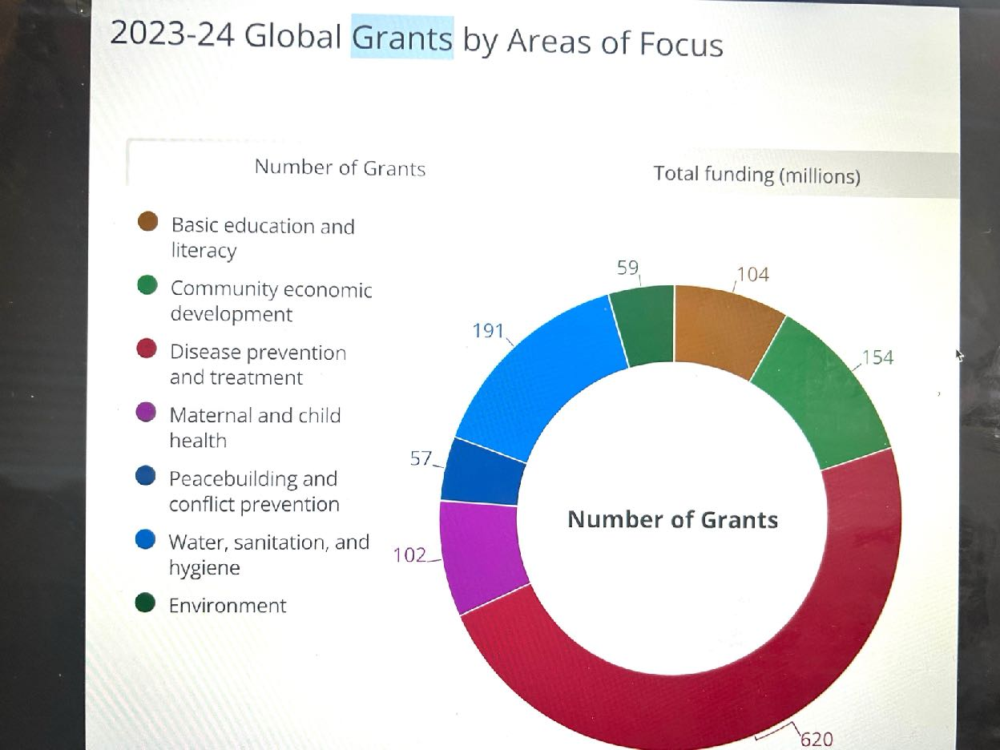 2023-24 Global Grants by Areas of Focus
Number of Grants
Total funding (millions)
Basic education and
literacy
Community economic
development
Disease prevention
and treatment
Maternal and child
health
Peacebuilding and
conflict prevention
Water, sanitation, and
hygiene
Environment
59
104
191
154
57
Number of Grants
102
620